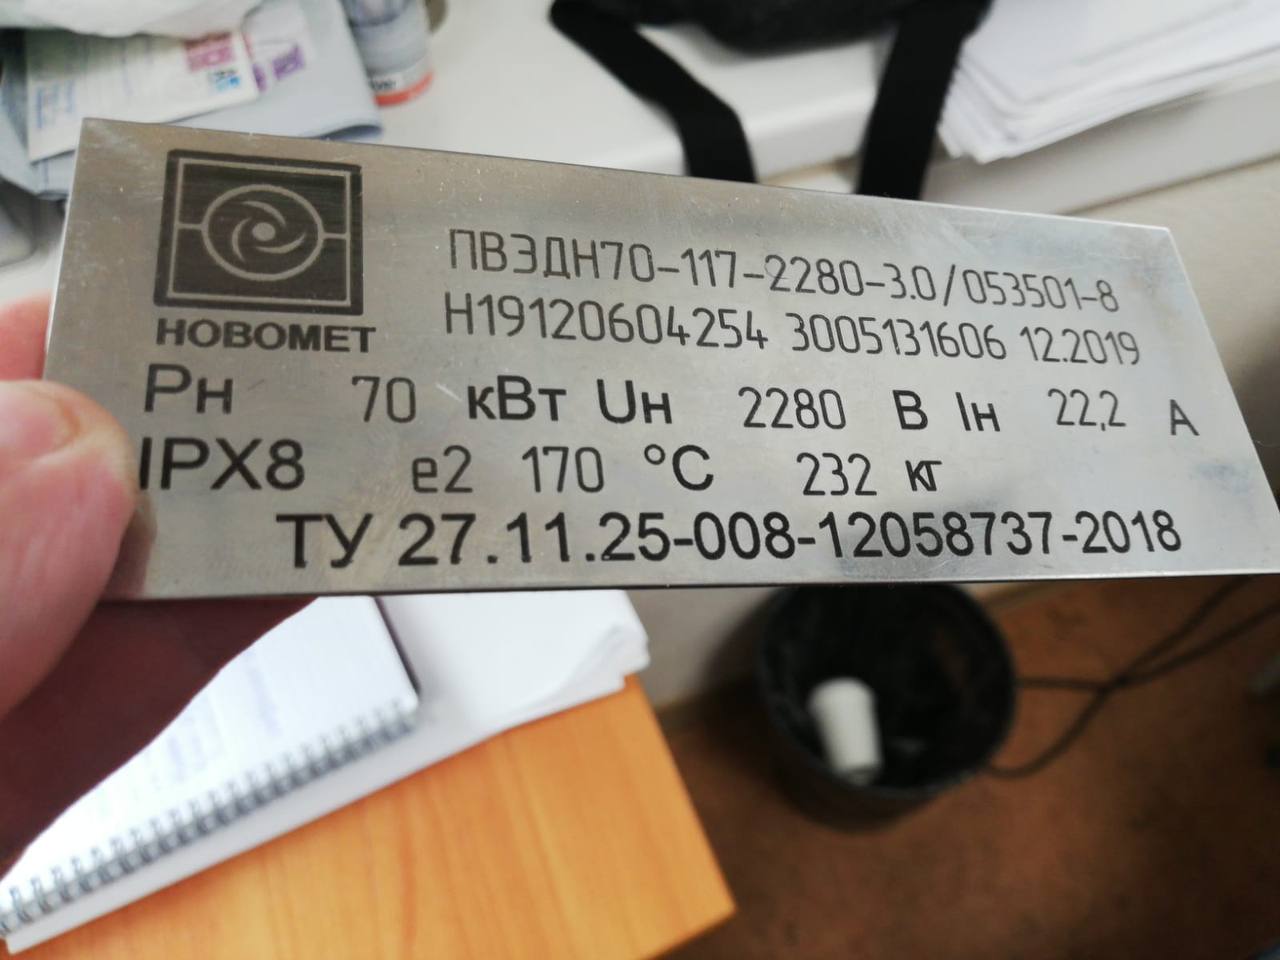 НОВОМЕТ
ПВЭДН70-117-2280-3.0/053501-8
Н19120604254 3005131606 12.2019
Рн 70 кВт Uн 2280 В Iн 22,2 А
IPX8 е2 170 °С 232 кг
ТУ 27.11.25-008-12058737-2018